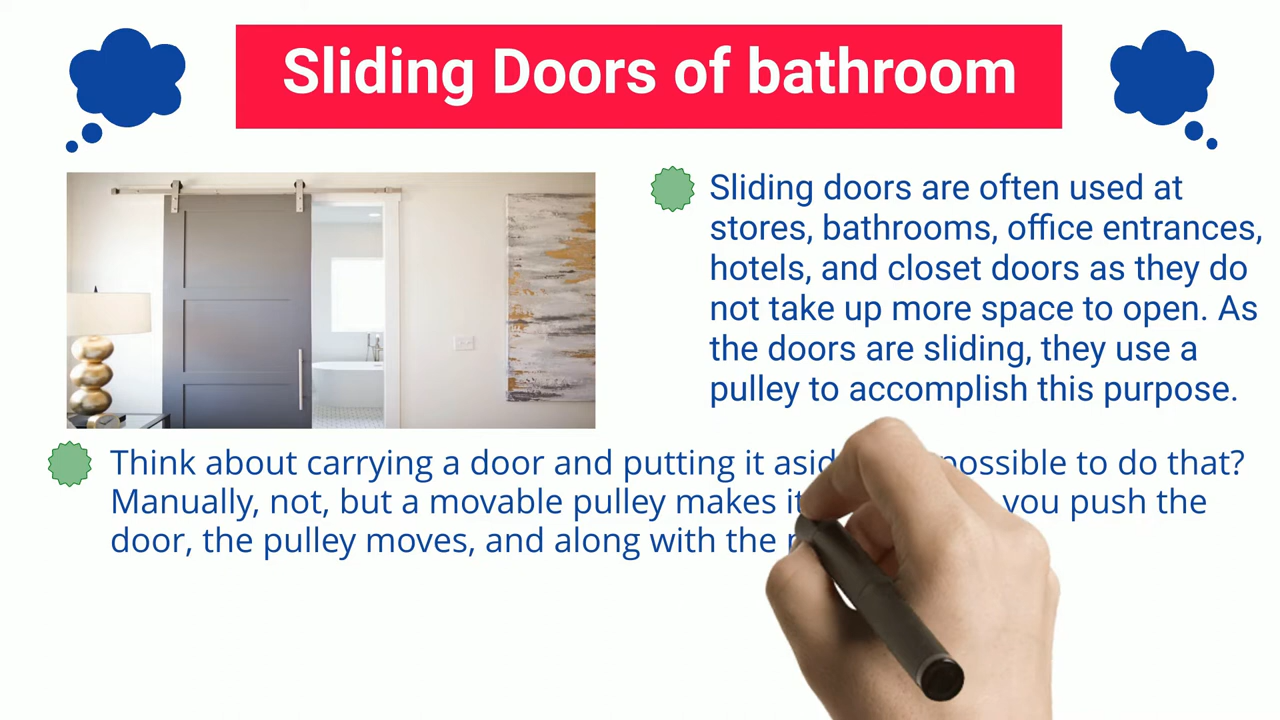 Sliding Doors of bathroom
Sliding doors are often used at
stores, bathrooms, office entrances,
hotels, and closet doors as they do
not take up more space to open. As
the doors are sliding, they use a
pulley to accomplish this purpose.
Think about carrying a door and putting it possible to do that?
Manually, not, but a movable pulley makes it you push the
door, the pulley moves, and along with the